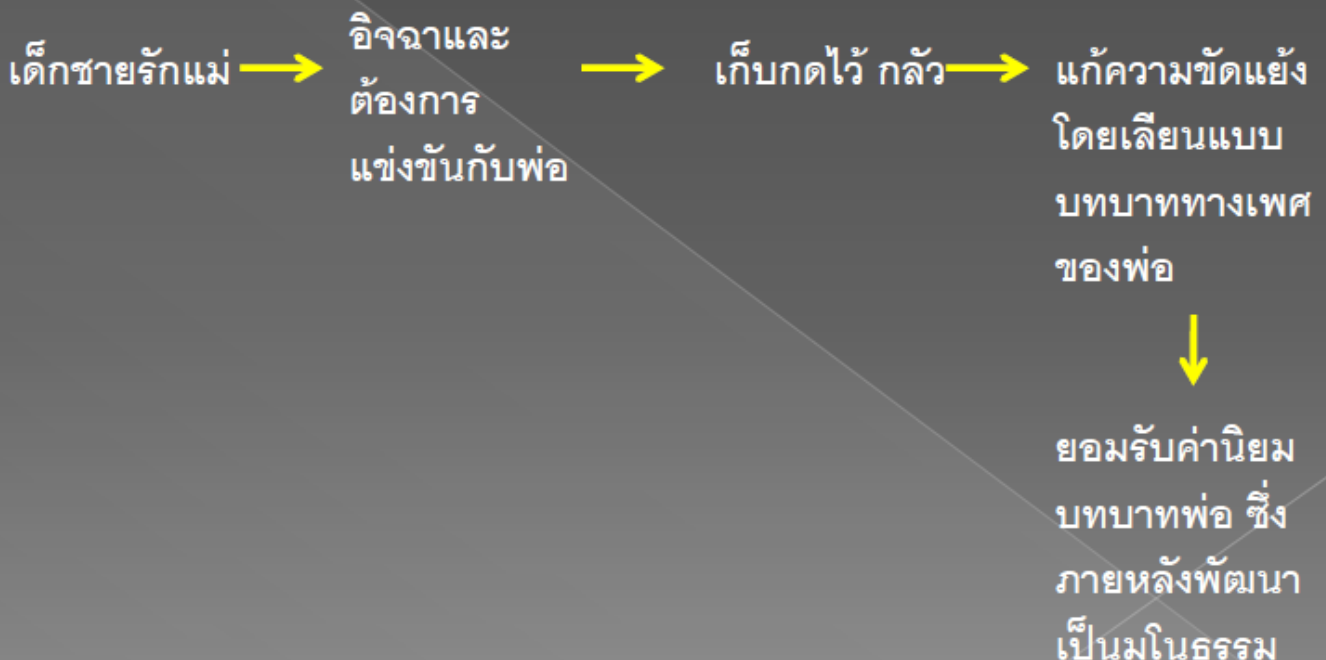 เด็กชายรักแม่
อิจฉาและ
ต้องการ
แข่งขันกับพ่อ
เก็บกดไว้ กลัว
แก้ความขัดแย้ง
โดยเลียนแบบ
บทบาททางเพศ
ของพ่อ
ยอมรับค่านิยม
บทบาทพ่อ ซึ่ง
ภายหลังพัฒนา
เป็นมโนธรรม